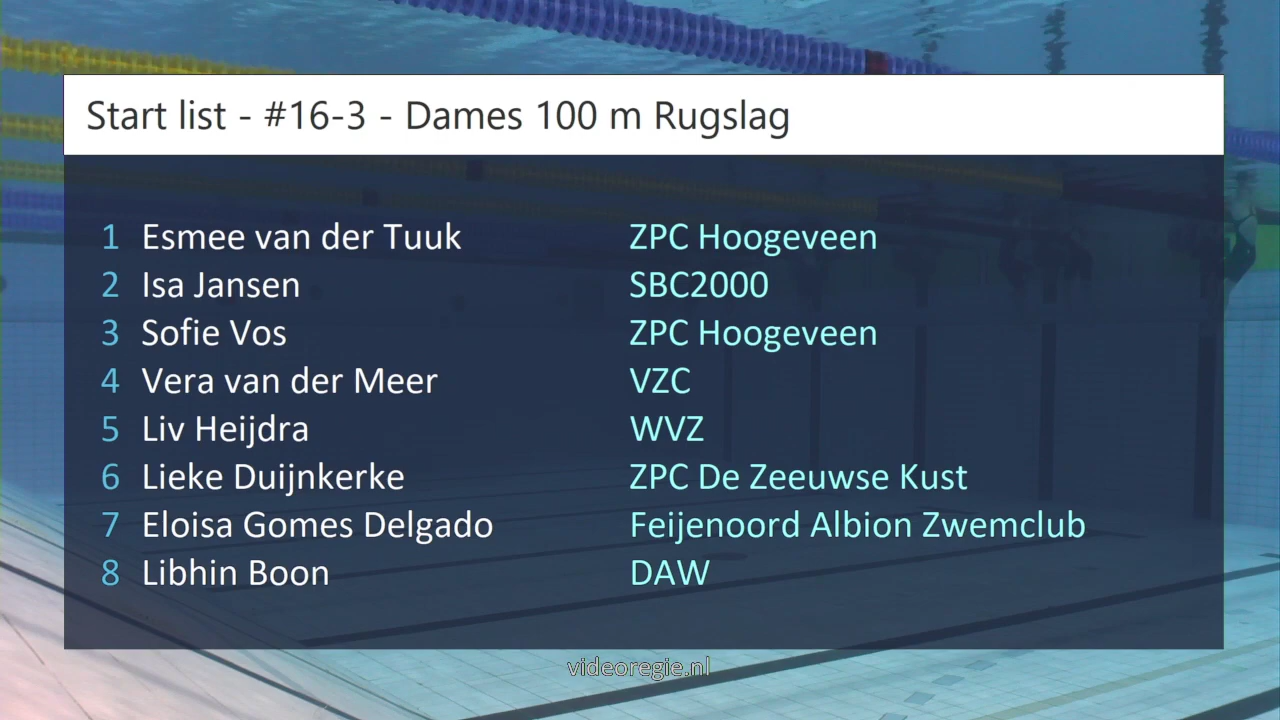 Start list - #16-3 - Dames 100 m Rugslag
1 Esmee van der Tuuk ZPC Hoogeveen
2 Isa Jansen SBC2000
3 Sofie Vos ZPC Hoogeveen
4 Vera van der Meer VZC
5 Liv Heijdra WVZ
6 Lieke Duijnkerke ZPC De Zeeuwse Kust
7 Eloisa Gomes Delgado Feijenoord Albion Zwemclub
8 Libhin Boon DAW
videoregie.nl